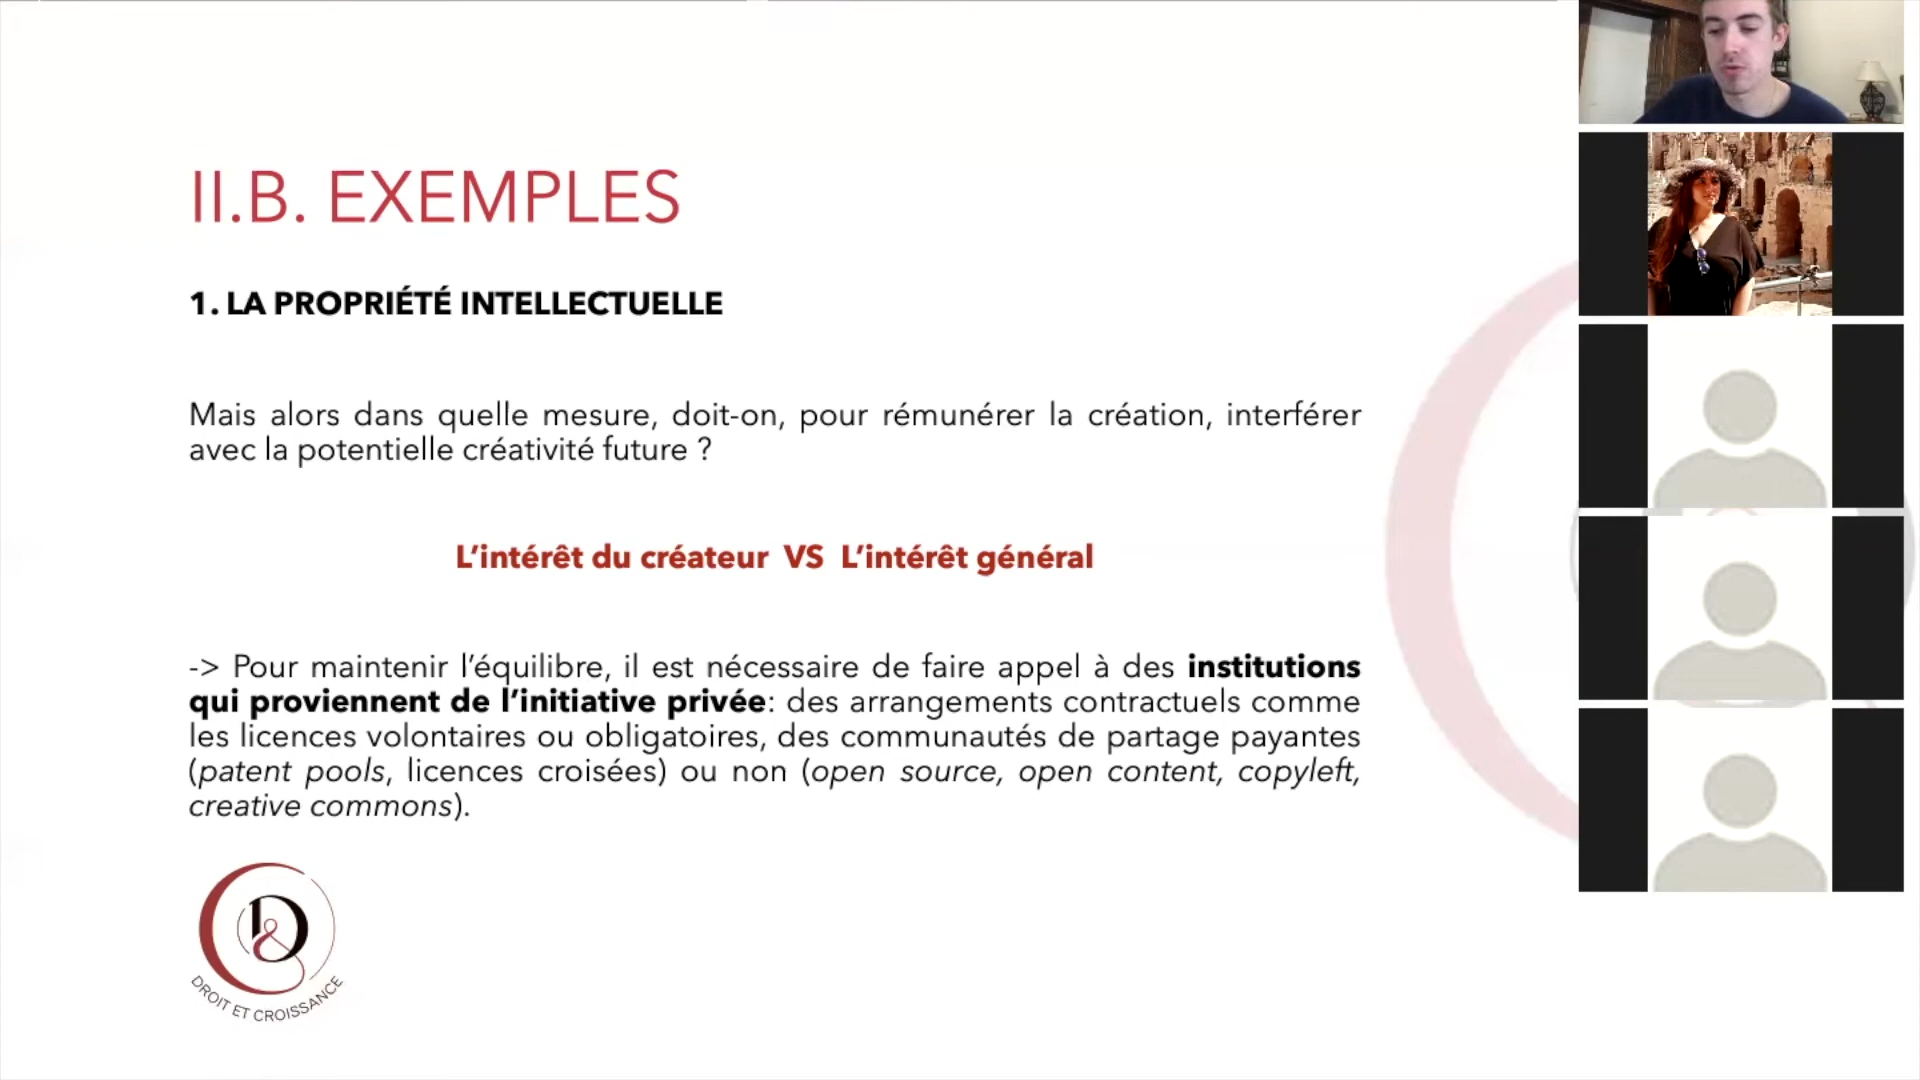 II.B. EXEMPLES
1. LA PROPRIÉTÉ INTELLECTUELLE
Mais alors dans quelle mesure, doit-on, pour rémunérer la création, interférer
avec la potentielle créativité future ?
L’intérêt du créateur VS L’intérêt général
-> Pour maintenir l’équilibre, il est nécessaire de faire appel à des institutions
qui proviennent de l’initiative privée: des arrangements contractuels comme
les licences volontaires ou obligatoires, des communautés de partage payantes
(patent pools, licences croisées) ou non (open source, open content, copyleft,
creative commons).
D&
DROIT ET CROISSANCE